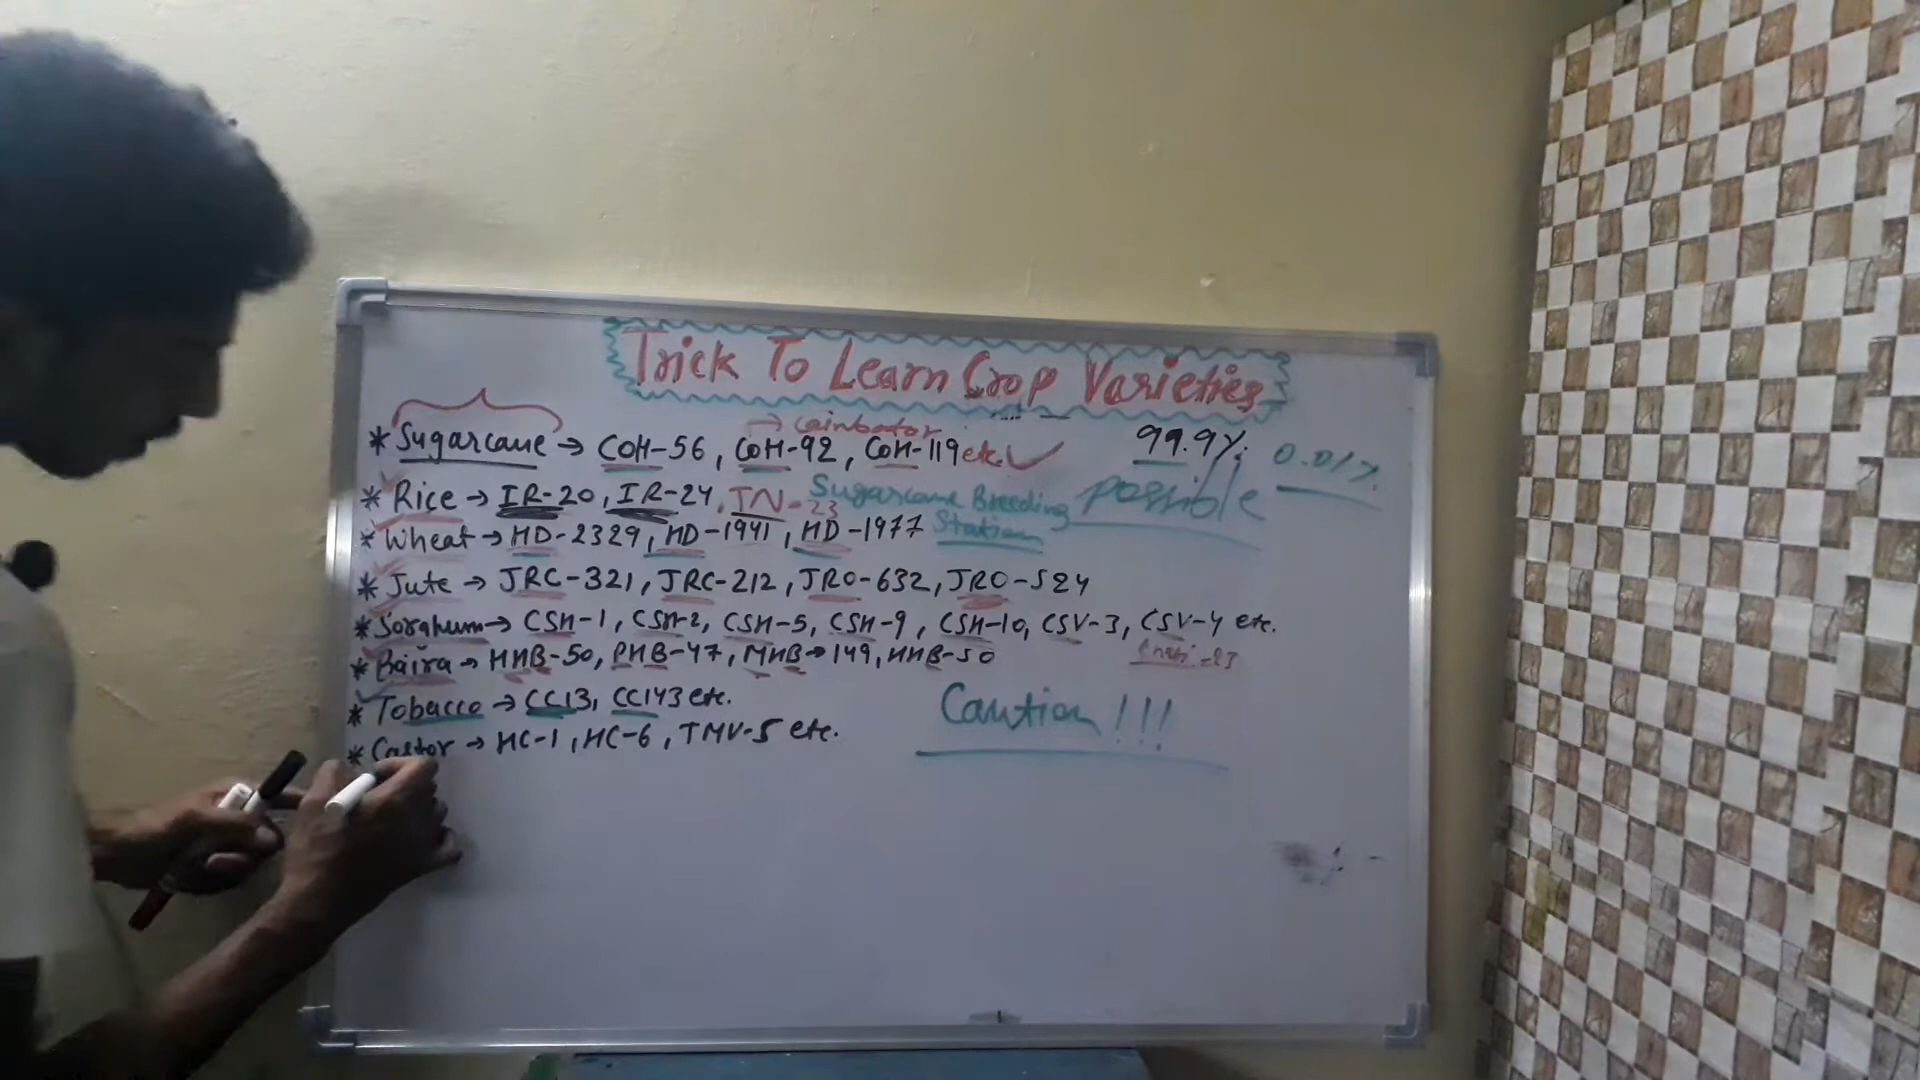 Trick To Learn Crop Varieties
→ Coinbator
* Sugarcane → COH-56, COH-92, COH-119 etc. ✓ 99.9% 0.01%
* Rice → IR-20, IR-24, TN-23 Sugarcane Breeding Station possible
* Wheat → HD-2329, HD-1941, HD-1977
* Jute → JRC-321, JRC-212, JRO-632, JRO-524
* Sorghum → CSH-1, CSH-2, CSH-5, CSH-9, CSH-10, CSV-3, CSV-4 etc.
* Bajra → HHB-50, PHB-47, MHB→149, HHB-50
* Tobacco → CC13, CC143 etc. Caution!!!
* Castor → HC-1, HC-6, TMV-5 etc.